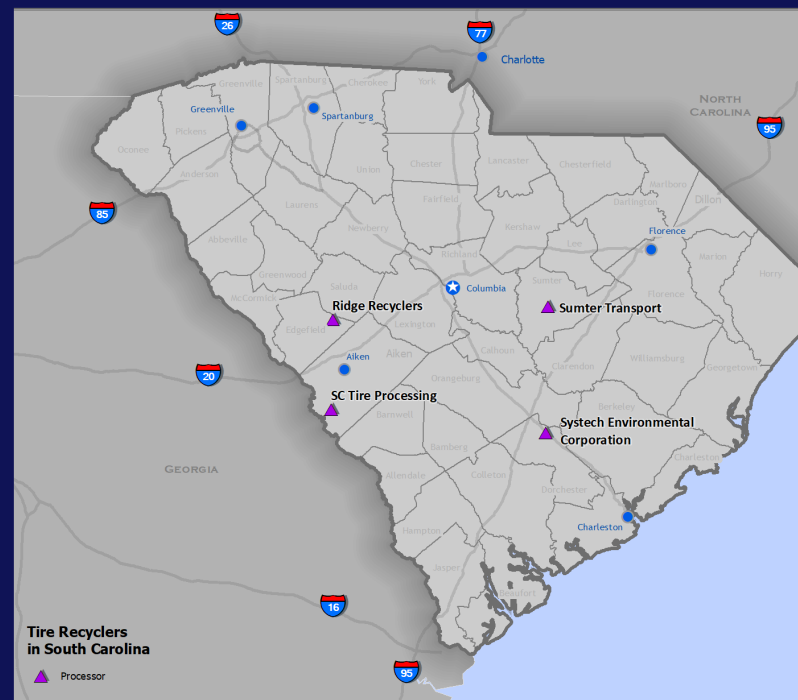 26
77
Charlotte
NORTH
CAROLINA
95
Greenville
Spartanburg
Cherokee
York
Greenville
Spartanburg
Pickens
Oconee
Anderson
Union
Chester
Lancaster
Chesterfield
Marlboro
Darlington
Dillon
85
Laurens
Fairfield
Newberry
Kershaw
Lee
Florence
Abbeville
Richland
Marion
Horry
Greenwood
Saluda
Columbia
Sumter
Florence
McCormick
Ridge Recyclers
Sumter Transport
Edgefield
Lexington
Calhoun
Aiken
Aiken
20
Clarendon
Williamsburg
Georgetown
Orangeburg
SC Tire Processing
Barnwell
Berkeley
Systech Environmental
Corporation
Bamberg
GEORGIA
Allendale
Colleton
Charleston
Dorchester
Hampton
Charleston
Jasper
Beaufort
16
95
Tire Recyclers
in South Carolina
Processor